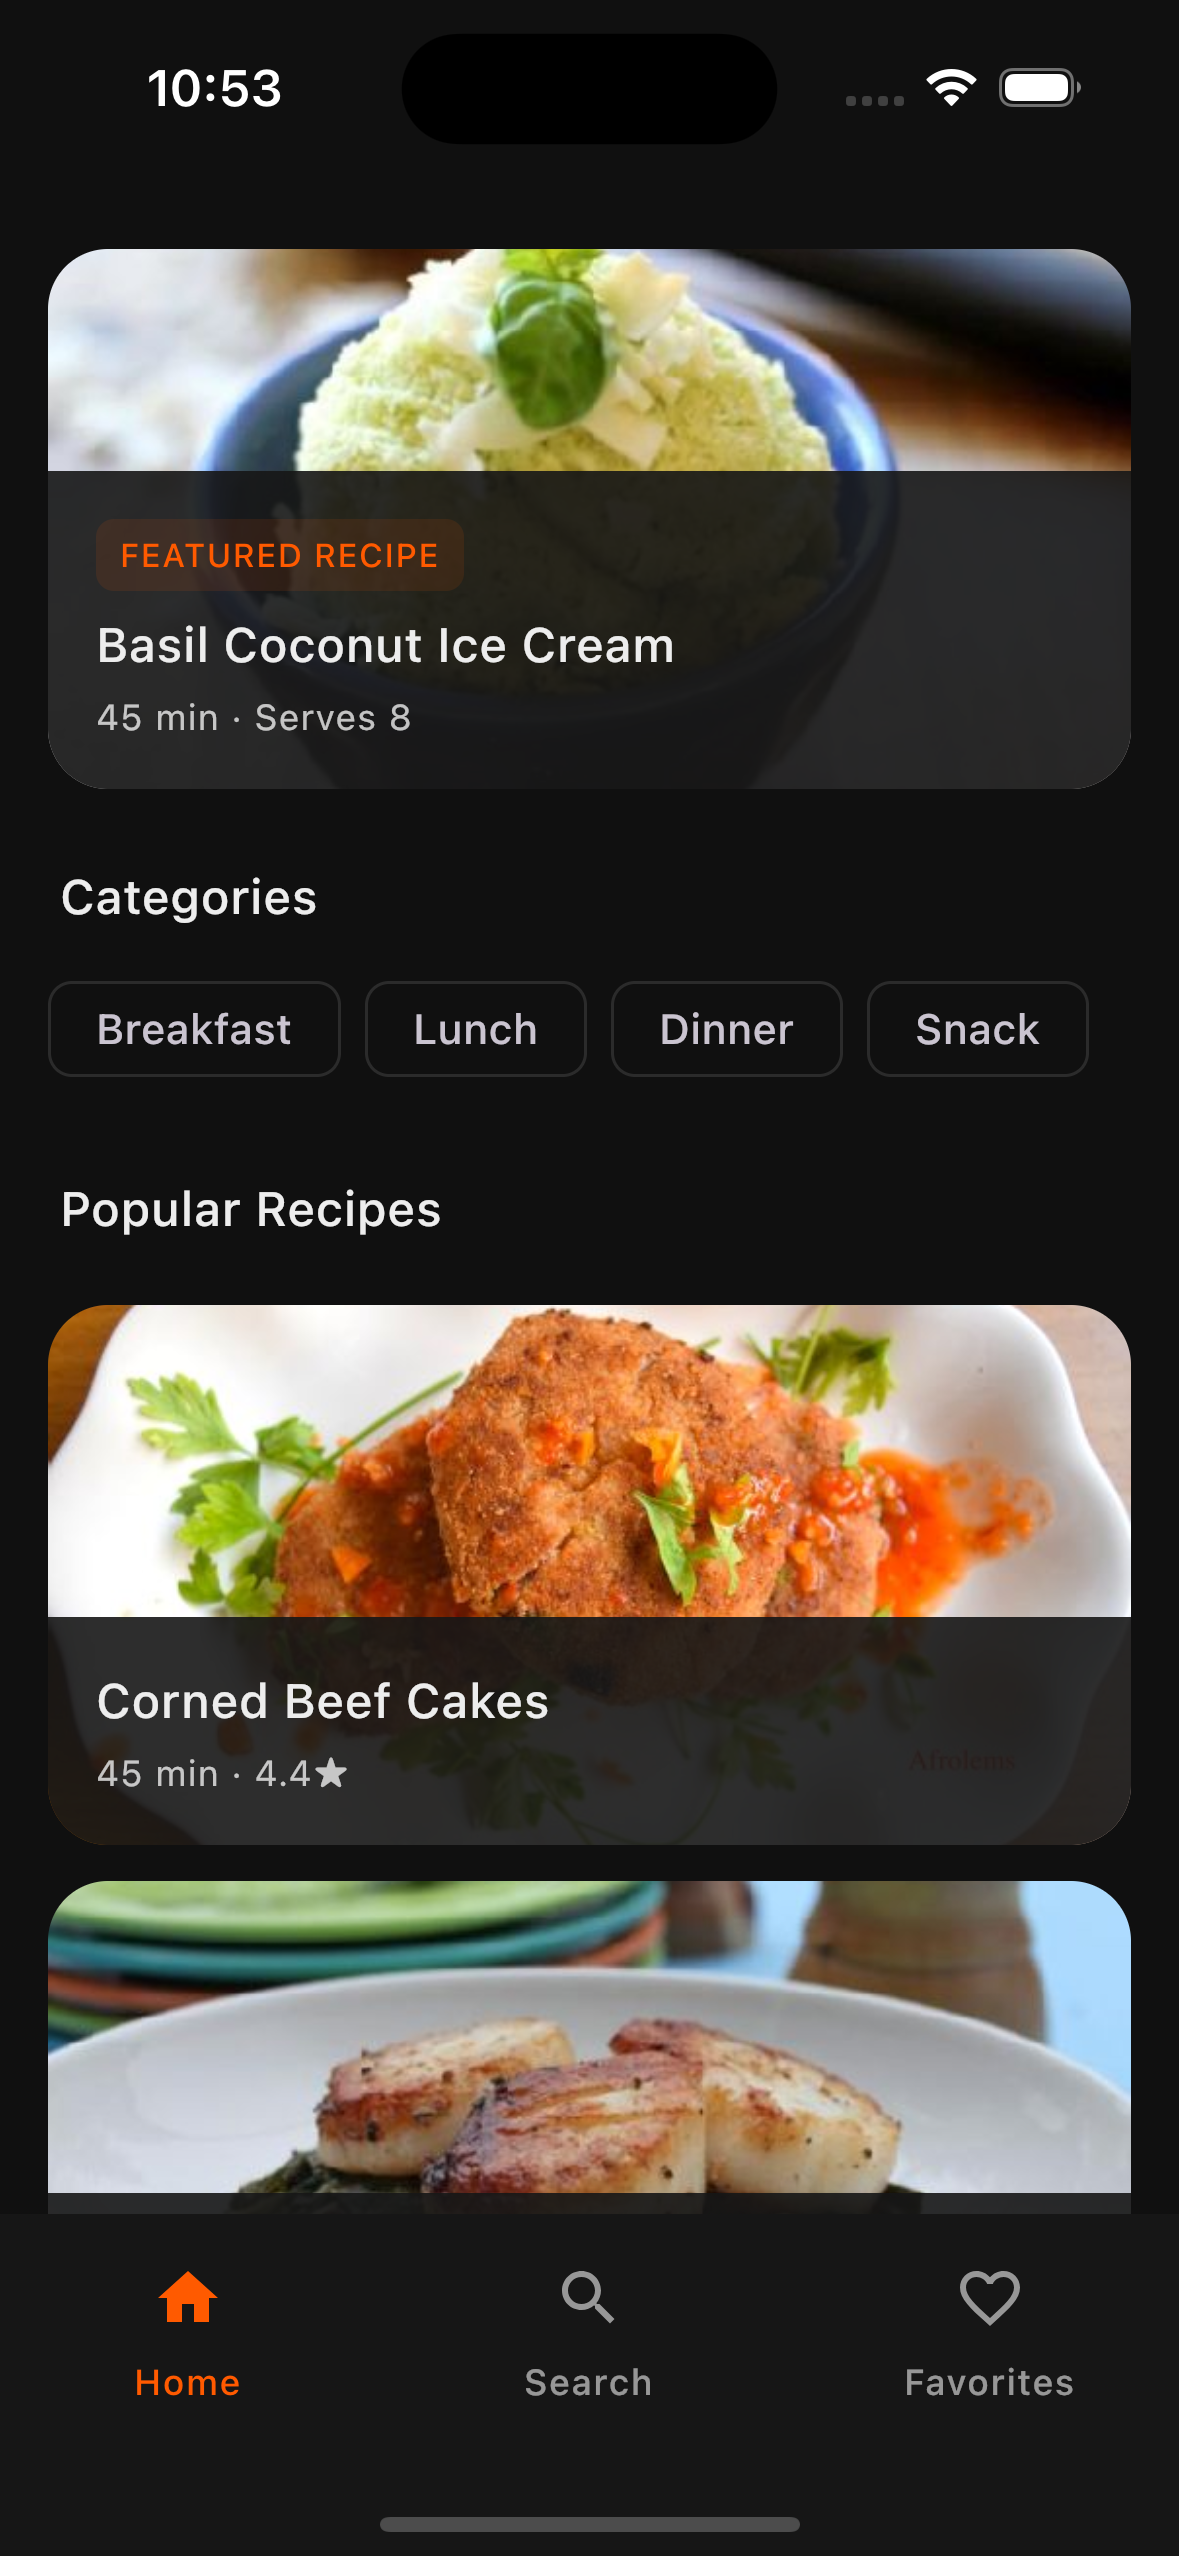 10:53
FEATURED RECIPE
Basil Coconut Ice Cream
45 min · Serves 8
Categories
Breakfast
Lunch
Dinner
Snack
Popular Recipes
Corned Beef Cakes
45 min · 4.4★
Afrolems
Home
Search
Favorites